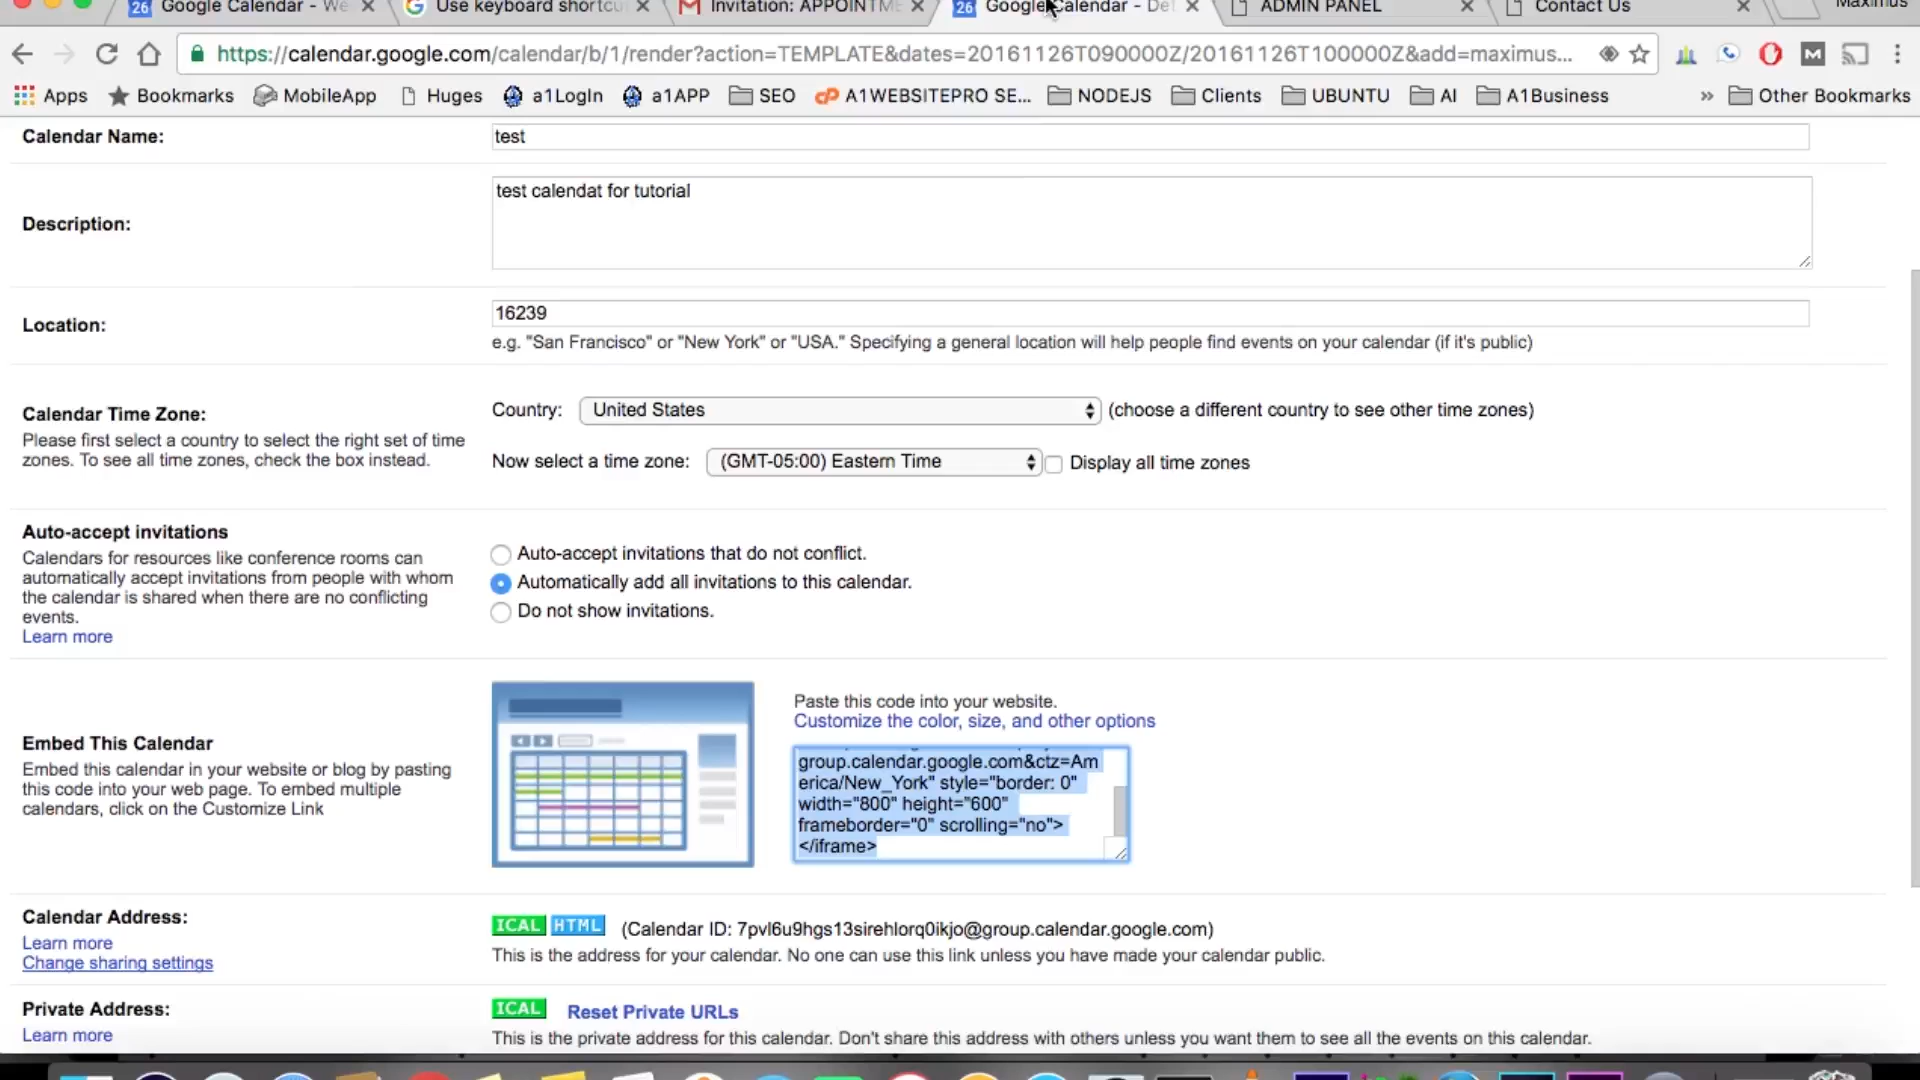 26 Google Calendar - We
Use keyboard shortcu
Invitation: APPOINTME
26 Google Calendar - Det
ADMIN PANEL
Contact Us
Maximus
https://calendar.google.com/calendar/b/1/render?action=TEMPLATE&dates=20161126T090000Z/20161126T100000Z&add=maximus...
Apps Bookmarks MobileApp Huges a1LogIn a1APP SEO A1WEBSITEPRO SE... NODEJS Clients UBUNTU AI A1Business » Other Bookmarks
Calendar Name:
test
Description:
test calendat for tutorial
Location:
16239
e.g. "San Francisco" or "New York" or "USA." Specifying a general location will help people find events on your calendar (if it's public)
Calendar Time Zone:
Please first select a country to select the right set of time
zones. To see all time zones, check the box instead.
Country: United States (choose a different country to see other time zones)
Now select a time zone: (GMT-05:00) Eastern Time Display all time zones
Auto-accept invitations
Calendars for resources like conference rooms can
automatically accept invitations from people with whom
the calendar is shared when there are no conflicting
events.
Learn more
Auto-accept invitations that do not conflict.
Automatically add all invitations to this calendar.
Do not show invitations.
Embed This Calendar
Embed this calendar in your website or blog by pasting
this code into your web page. To embed multiple
calendars, click on the Customize Link
Paste this code into your website.
Customize the color, size, and other options
group.calendar.google.com&ctz=Am
erica/New_York" style="border: 0"
width="800" height="600"
frameborder="0" scrolling="no">
</iframe>
Calendar Address:
Learn more
Change sharing settings
ICAL HTML (Calendar ID: 7pvl6u9hgs13sirehlorq0ikjo@group.calendar.google.com)
This is the address for your calendar. No one can use this link unless you have made your calendar public.
Private Address:
Learn more
ICAL Reset Private URLs
This is the private address for this calendar. Don't share this address with others unless you want them to see all the events on this calendar.